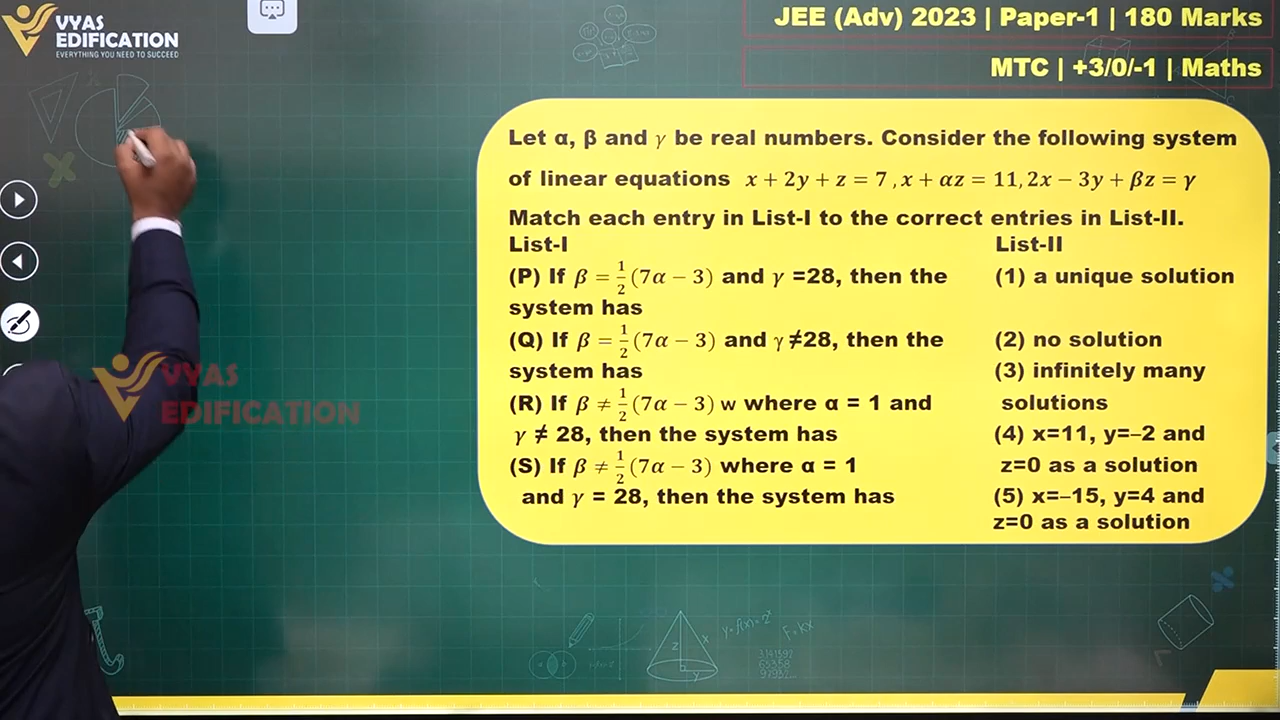 VYAS
EDIFICATION
EVERYTHING YOU NEED TO SUCCEED
JEE (Adv) 2023 | Paper-1 | 180 Marks
MTC | +3/0/-1 | Maths
Let α, β and γ be real numbers. Consider the following system
of linear equations x + 2y + z = 7 , x + αz = 11, 2x − 3y + βz = γ
Match each entry in List-I to the correct entries in List-II.
List-I List-II
(P) If β = 1/2 (7α − 3) and γ =28, then the (1) a unique solution
system has
(Q) If β = 1/2 (7α − 3) and γ ≠28, then the (2) no solution
system has (3) infinitely many
(R) If β ≠ 1/2 (7α − 3) w where α = 1 and solutions
γ ≠ 28, then the system has (4) x=11, y=–2 and
(S) If β ≠ 1/2 (7α − 3) where α = 1 z=0 as a solution
and γ = 28, then the system has (5) x=–15, y=4 and
z=0 as a solution
VYAS
EDIFICATION
y=f(x)=2ˣ
F=KX
z
x
y
3141592
65358
97932...